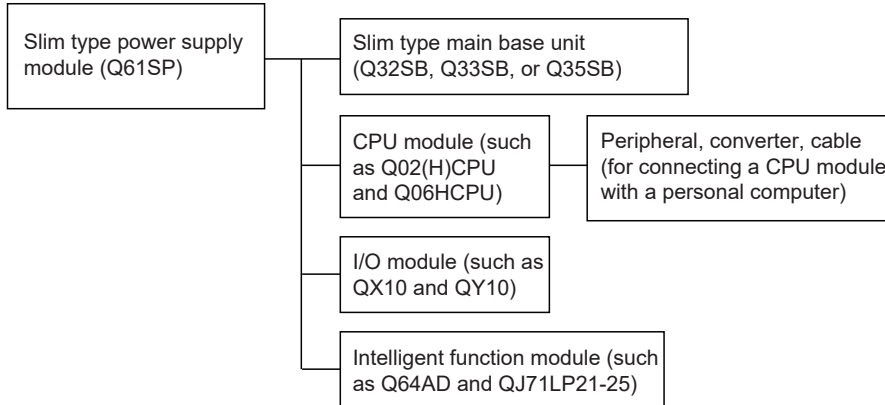 Slim type power supply
module (Q61SP)
Slim type main base unit
(Q32SB, Q33SB, or Q35SB)
CPU module (such
as Q02(H)CPU
and Q06HCPU)
Peripheral, converter, cable
(for connecting a CPU module
with a personal computer)
I/O module (such as
QX10 and QY10)
Intelligent function module (such
as Q64AD and QJ71LP21-25)